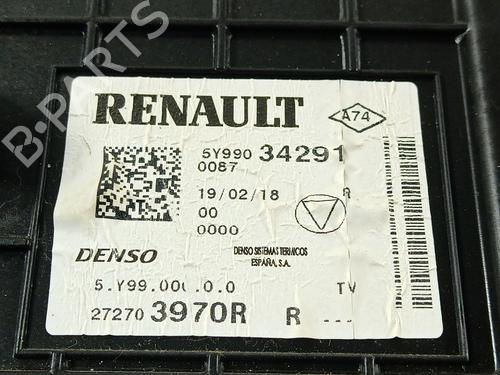 B-PARTS
RENAULT
A74
5Y990 34291
0087
19/02/18 A
00
0000
DENSO
DENSO SISTEMAS TERMICOS
ESPAÑA, S.A.
TV
27270 3970R R ---